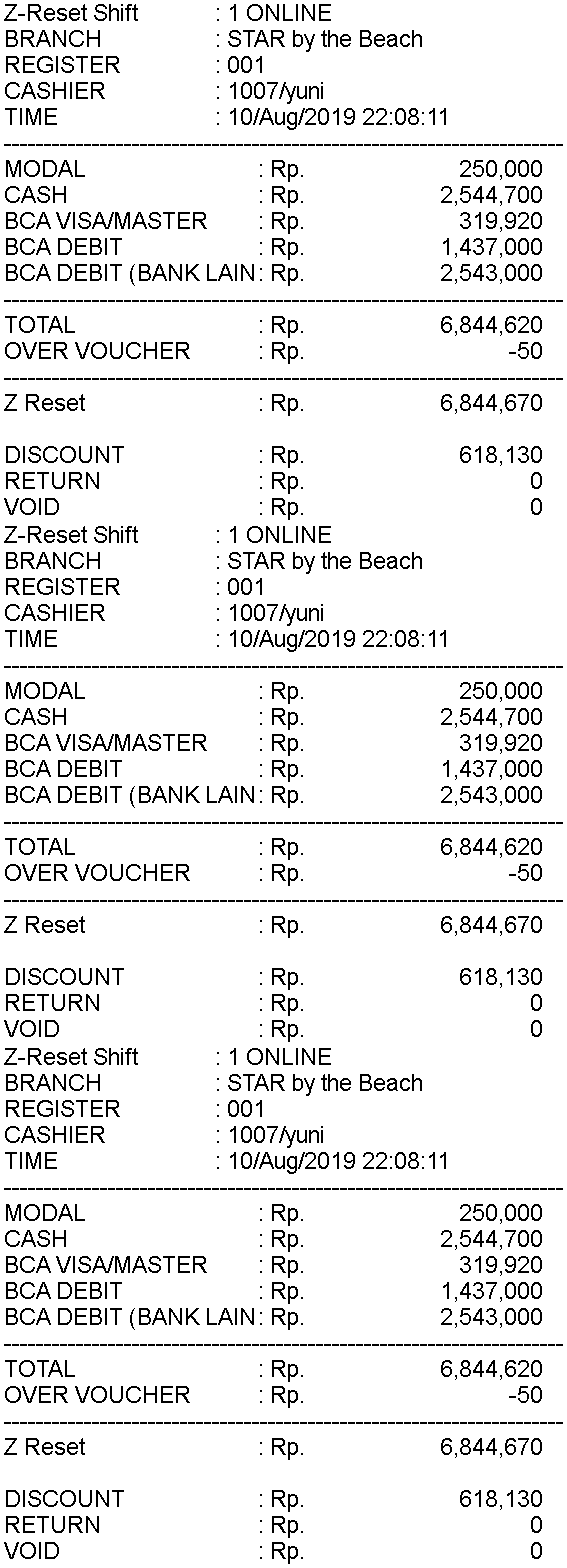 Z-Reset Shift : 1 ONLINE
BRANCH : STAR by the Beach
REGISTER : 001
CASHIER : 1007/yuni
TIME : 10/Aug/2019 22:08:11
MODAL : Rp. 250,000
CASH : Rp. 2,544,700
BCA VISA/MASTER : Rp. 319,920
BCA DEBIT : Rp. 1,437,000
BCA DEBIT (BANK LAIN : Rp. 2,543,000
TOTAL : Rp. 6,844,620
OVER VOUCHER : Rp. -50
Z Reset : Rp. 6,844,670
DISCOUNT : Rp. 618,130
RETURN : Rp. 0
VOID : Rp. 0
Z-Reset Shift : 1 ONLINE
BRANCH : STAR by the Beach
REGISTER : 001
CASHIER : 1007/yuni
TIME : 10/Aug/2019 22:08:11
MODAL : Rp. 250,000
CASH : Rp. 2,544,700
BCA VISA/MASTER : Rp. 319,920
BCA DEBIT : Rp. 1,437,000
BCA DEBIT (BANK LAIN : Rp. 2,543,000
TOTAL : Rp. 6,844,620
OVER VOUCHER : Rp. -50
Z Reset : Rp. 6,844,670
DISCOUNT : Rp. 618,130
RETURN : Rp. 0
VOID : Rp. 0
Z-Reset Shift : 1 ONLINE
BRANCH : STAR by the Beach
REGISTER : 001
CASHIER : 1007/yuni
TIME : 10/Aug/2019 22:08:11
MODAL : Rp. 250,000
CASH : Rp. 2,544,700
BCA VISA/MASTER : Rp. 319,920
BCA DEBIT : Rp. 1,437,000
BCA DEBIT (BANK LAIN : Rp. 2,543,000
TOTAL : Rp. 6,844,620
OVER VOUCHER : Rp. -50
Z Reset : Rp. 6,844,670
DISCOUNT : Rp. 618,130
RETURN : Rp. 0
VOID : Rp. 0